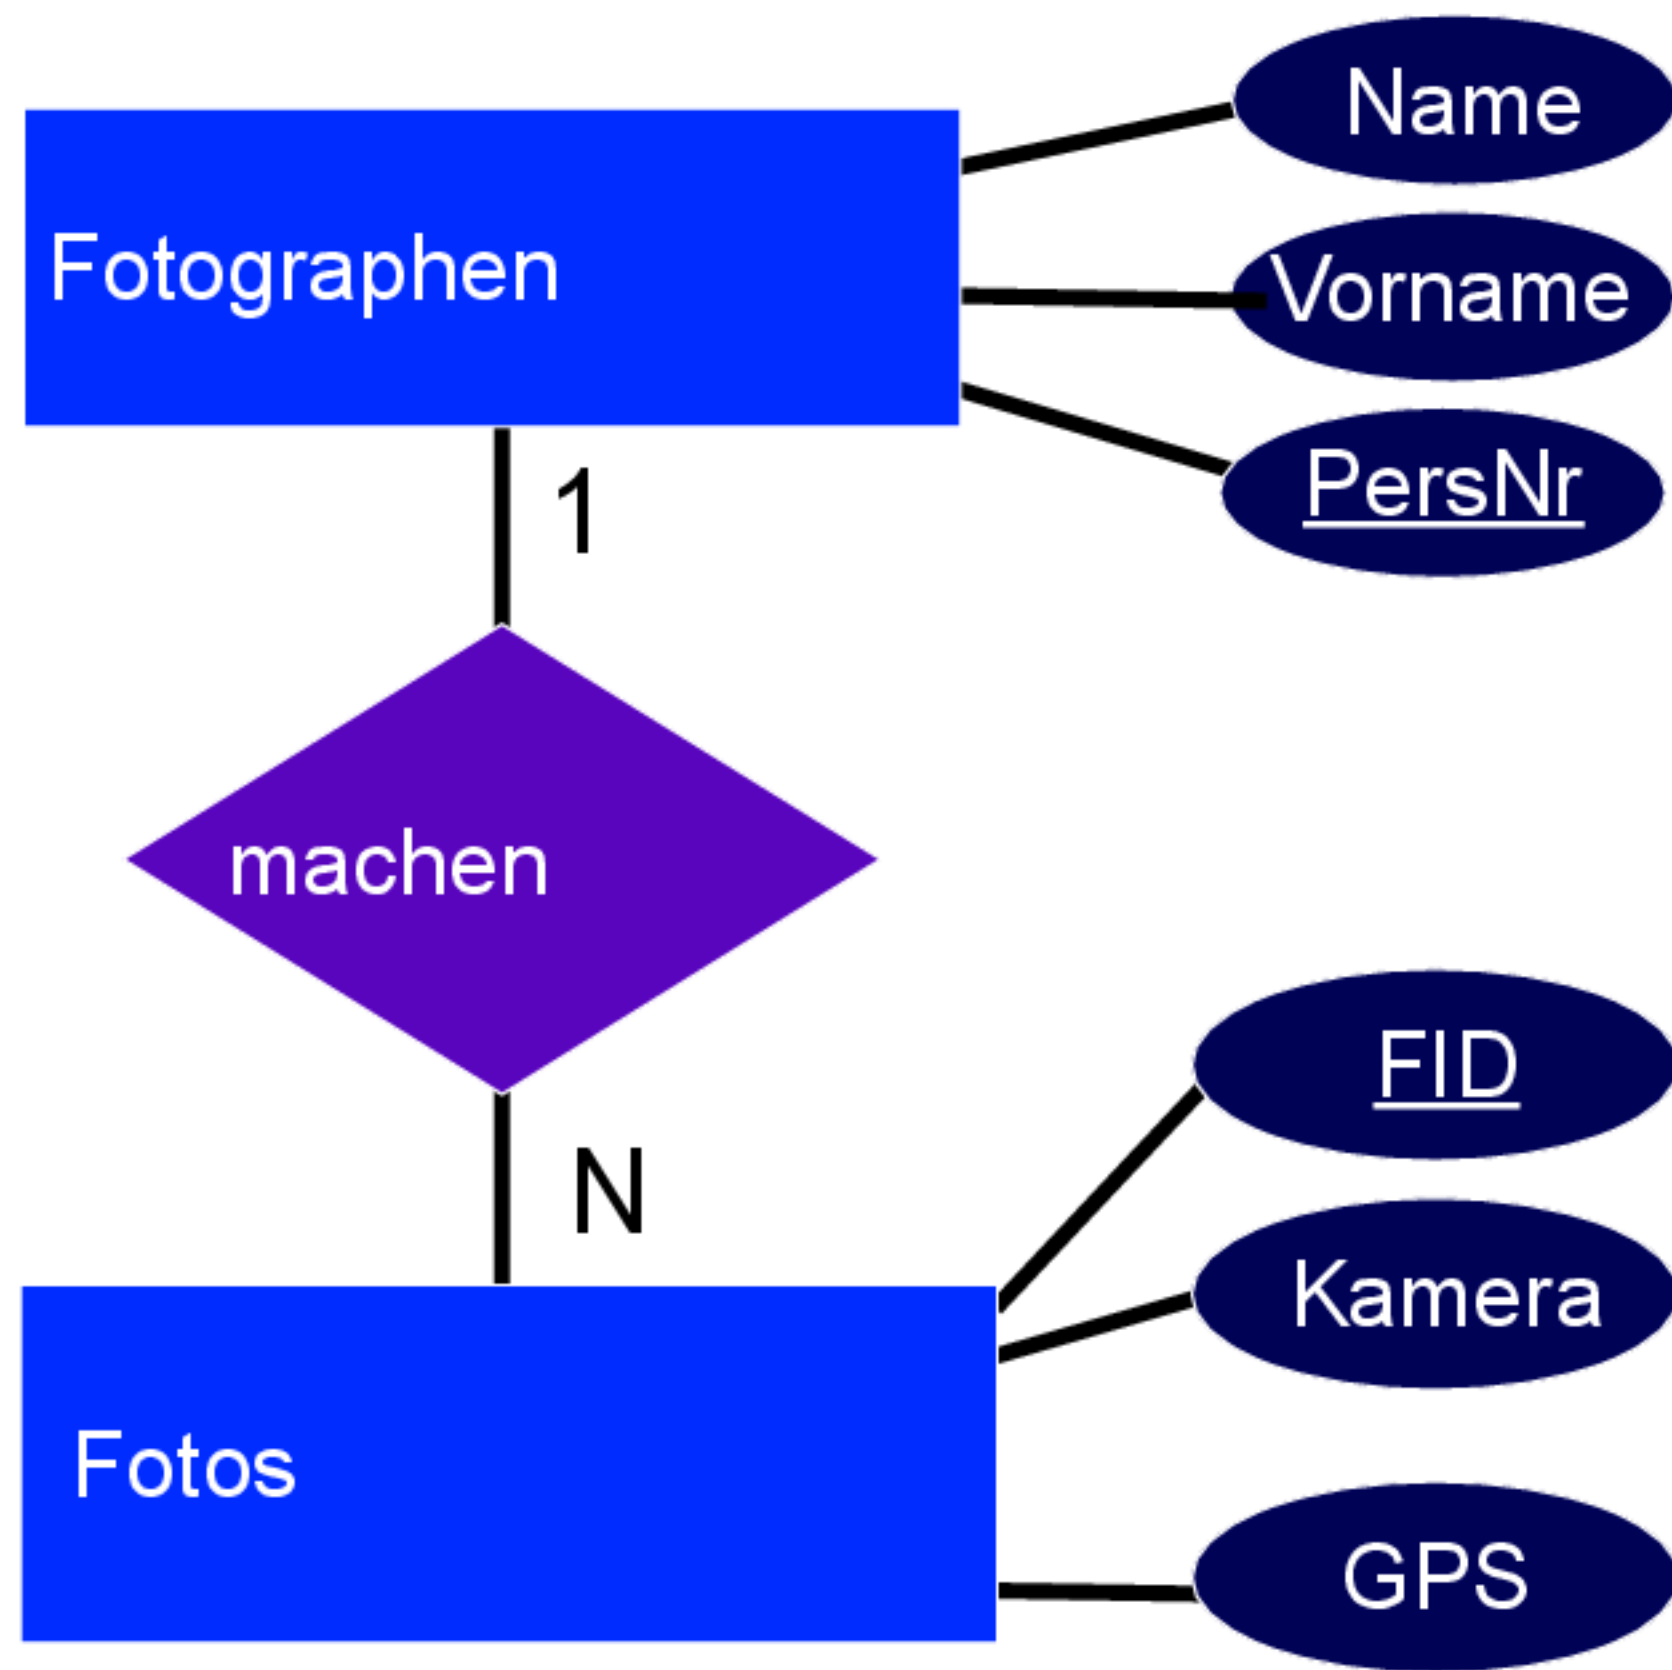 Name
Fotographen
Vorname
PersNr
1
machen
FID
N
Kamera
Fotos
GPS